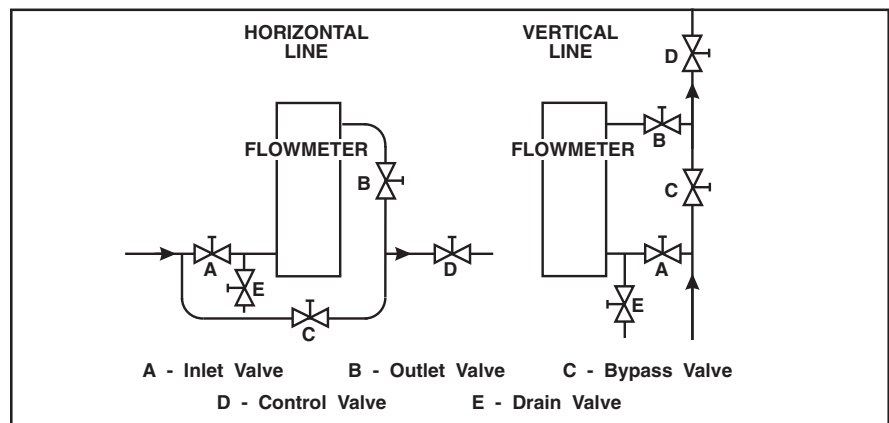 HORIZONTAL
LINE
VERTICAL
LINE
D
FLOWMETER
B
FLOWMETER
B
C
A
E
D
C
A
E
A - Inlet Valve B - Outlet Valve C - Bypass Valve
D - Control Valve E - Drain Valve